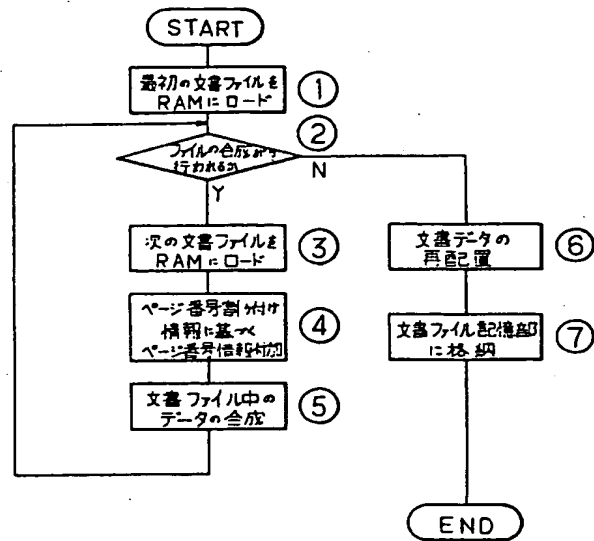 START
最初の文書ファイルを
RAMにロード
①
②
ファイルの合成が
行われるか
N
Y
次の文書ファイルを
RAMにロード
③
ページ番号割り付け
情報に基づく
ページ番号情報付加
④
文書ファイル中の
データの合成
⑤
文書データの
再配置
⑥
文書ファイル記憶部
に格納
⑦
END